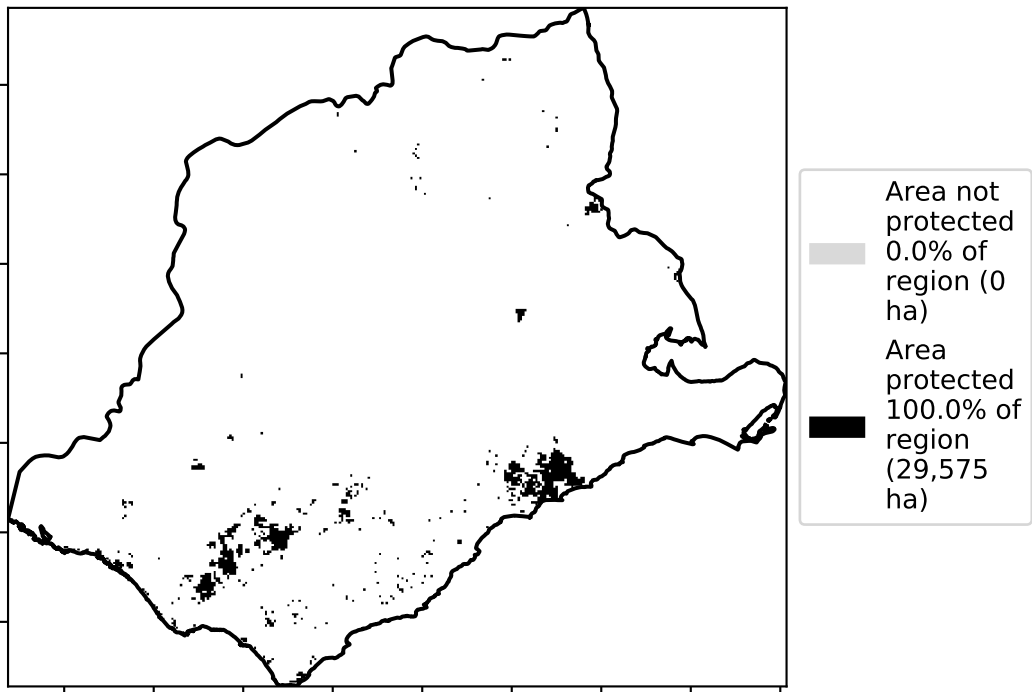 Area not
protected
0.0% of
region (0
ha)
Area
protected
100.0% of
region
(29,575
ha)